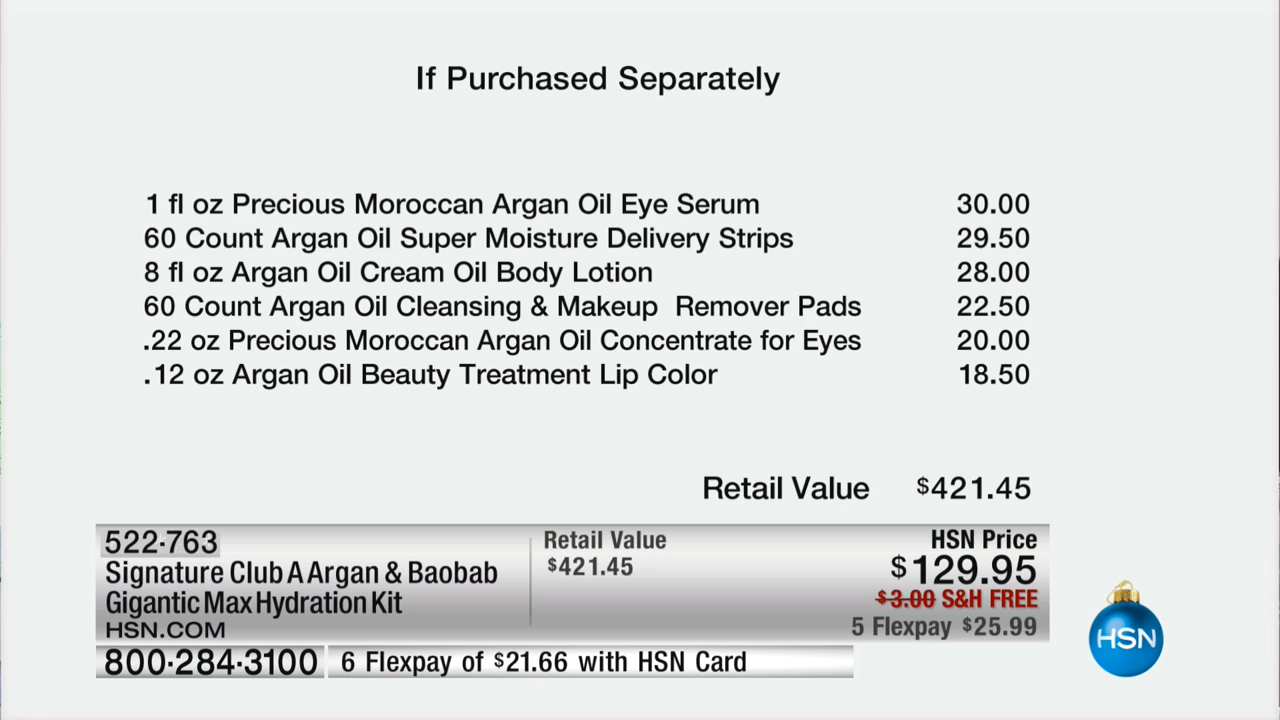 If Purchased Separately
1 fl oz Precious Moroccan Argan Oil Eye Serum 30.00
60 Count Argan Oil Super Moisture Delivery Strips 29.50
8 fl oz Argan Oil Cream Oil Body Lotion 28.00
60 Count Argan Oil Cleansing & Makeup Remover Pads 22.50
.22 oz Precious Moroccan Argan Oil Concentrate for Eyes 20.00
.12 oz Argan Oil Beauty Treatment Lip Color 18.50
Retail Value $421.45
522·763
Signature Club A Argan & Baobab
Gigantic Max Hydration Kit
HSN.COM
Retail Value
$421.45
HSN Price
$129.95
$3.00 S&H FREE
5 Flexpay $25.99
800·284·3100 6 Flexpay of $21.66 with HSN Card
HSN